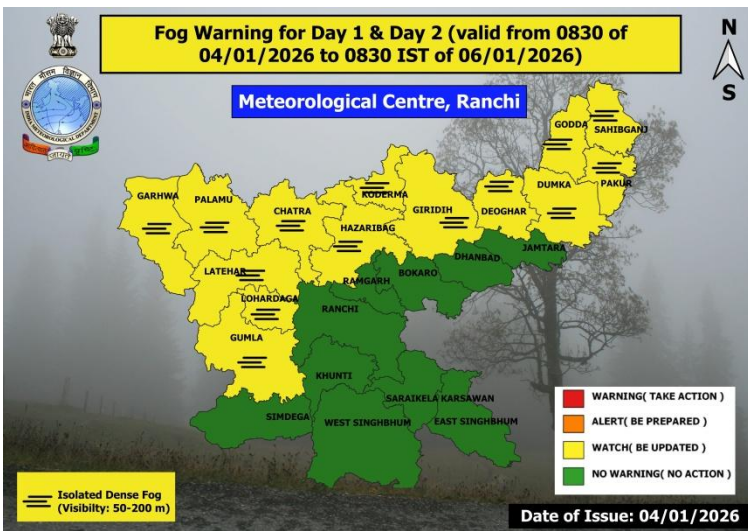 Fog Warning for Day 1 & Day 2 (valid from 0830 of
04/01/2026 to 0830 IST of 06/01/2026)
N
S
Meteorological Centre, Ranchi
INDIA METEOROLOGICAL DEPARTMENT
GODDA
SAHIBGANJ
GARHWA
PALAMU
CHATRA
KODERMA
GIRIDIH
DEOGHAR
DUMKA
PAKUR
HAZARIBAG
JAMTARA
DHANBAD
LATEHAR
RAMGARH
BOKARO
LOHARDAGA
RANCHI
GUMLA
KHUNTI
SARAIKELA KARSAWAN
SIMDEGA
WEST SINGHBHUM
EAST SINGHBHUM
WARNING( TAKE ACTION )
ALERT( BE PREPARED )
WATCH( BE UPDATED )
NO WARNING( NO ACTION )
Isolated Dense Fog
(Visibilty: 50-200 m)
Date of Issue: 04/01/2026